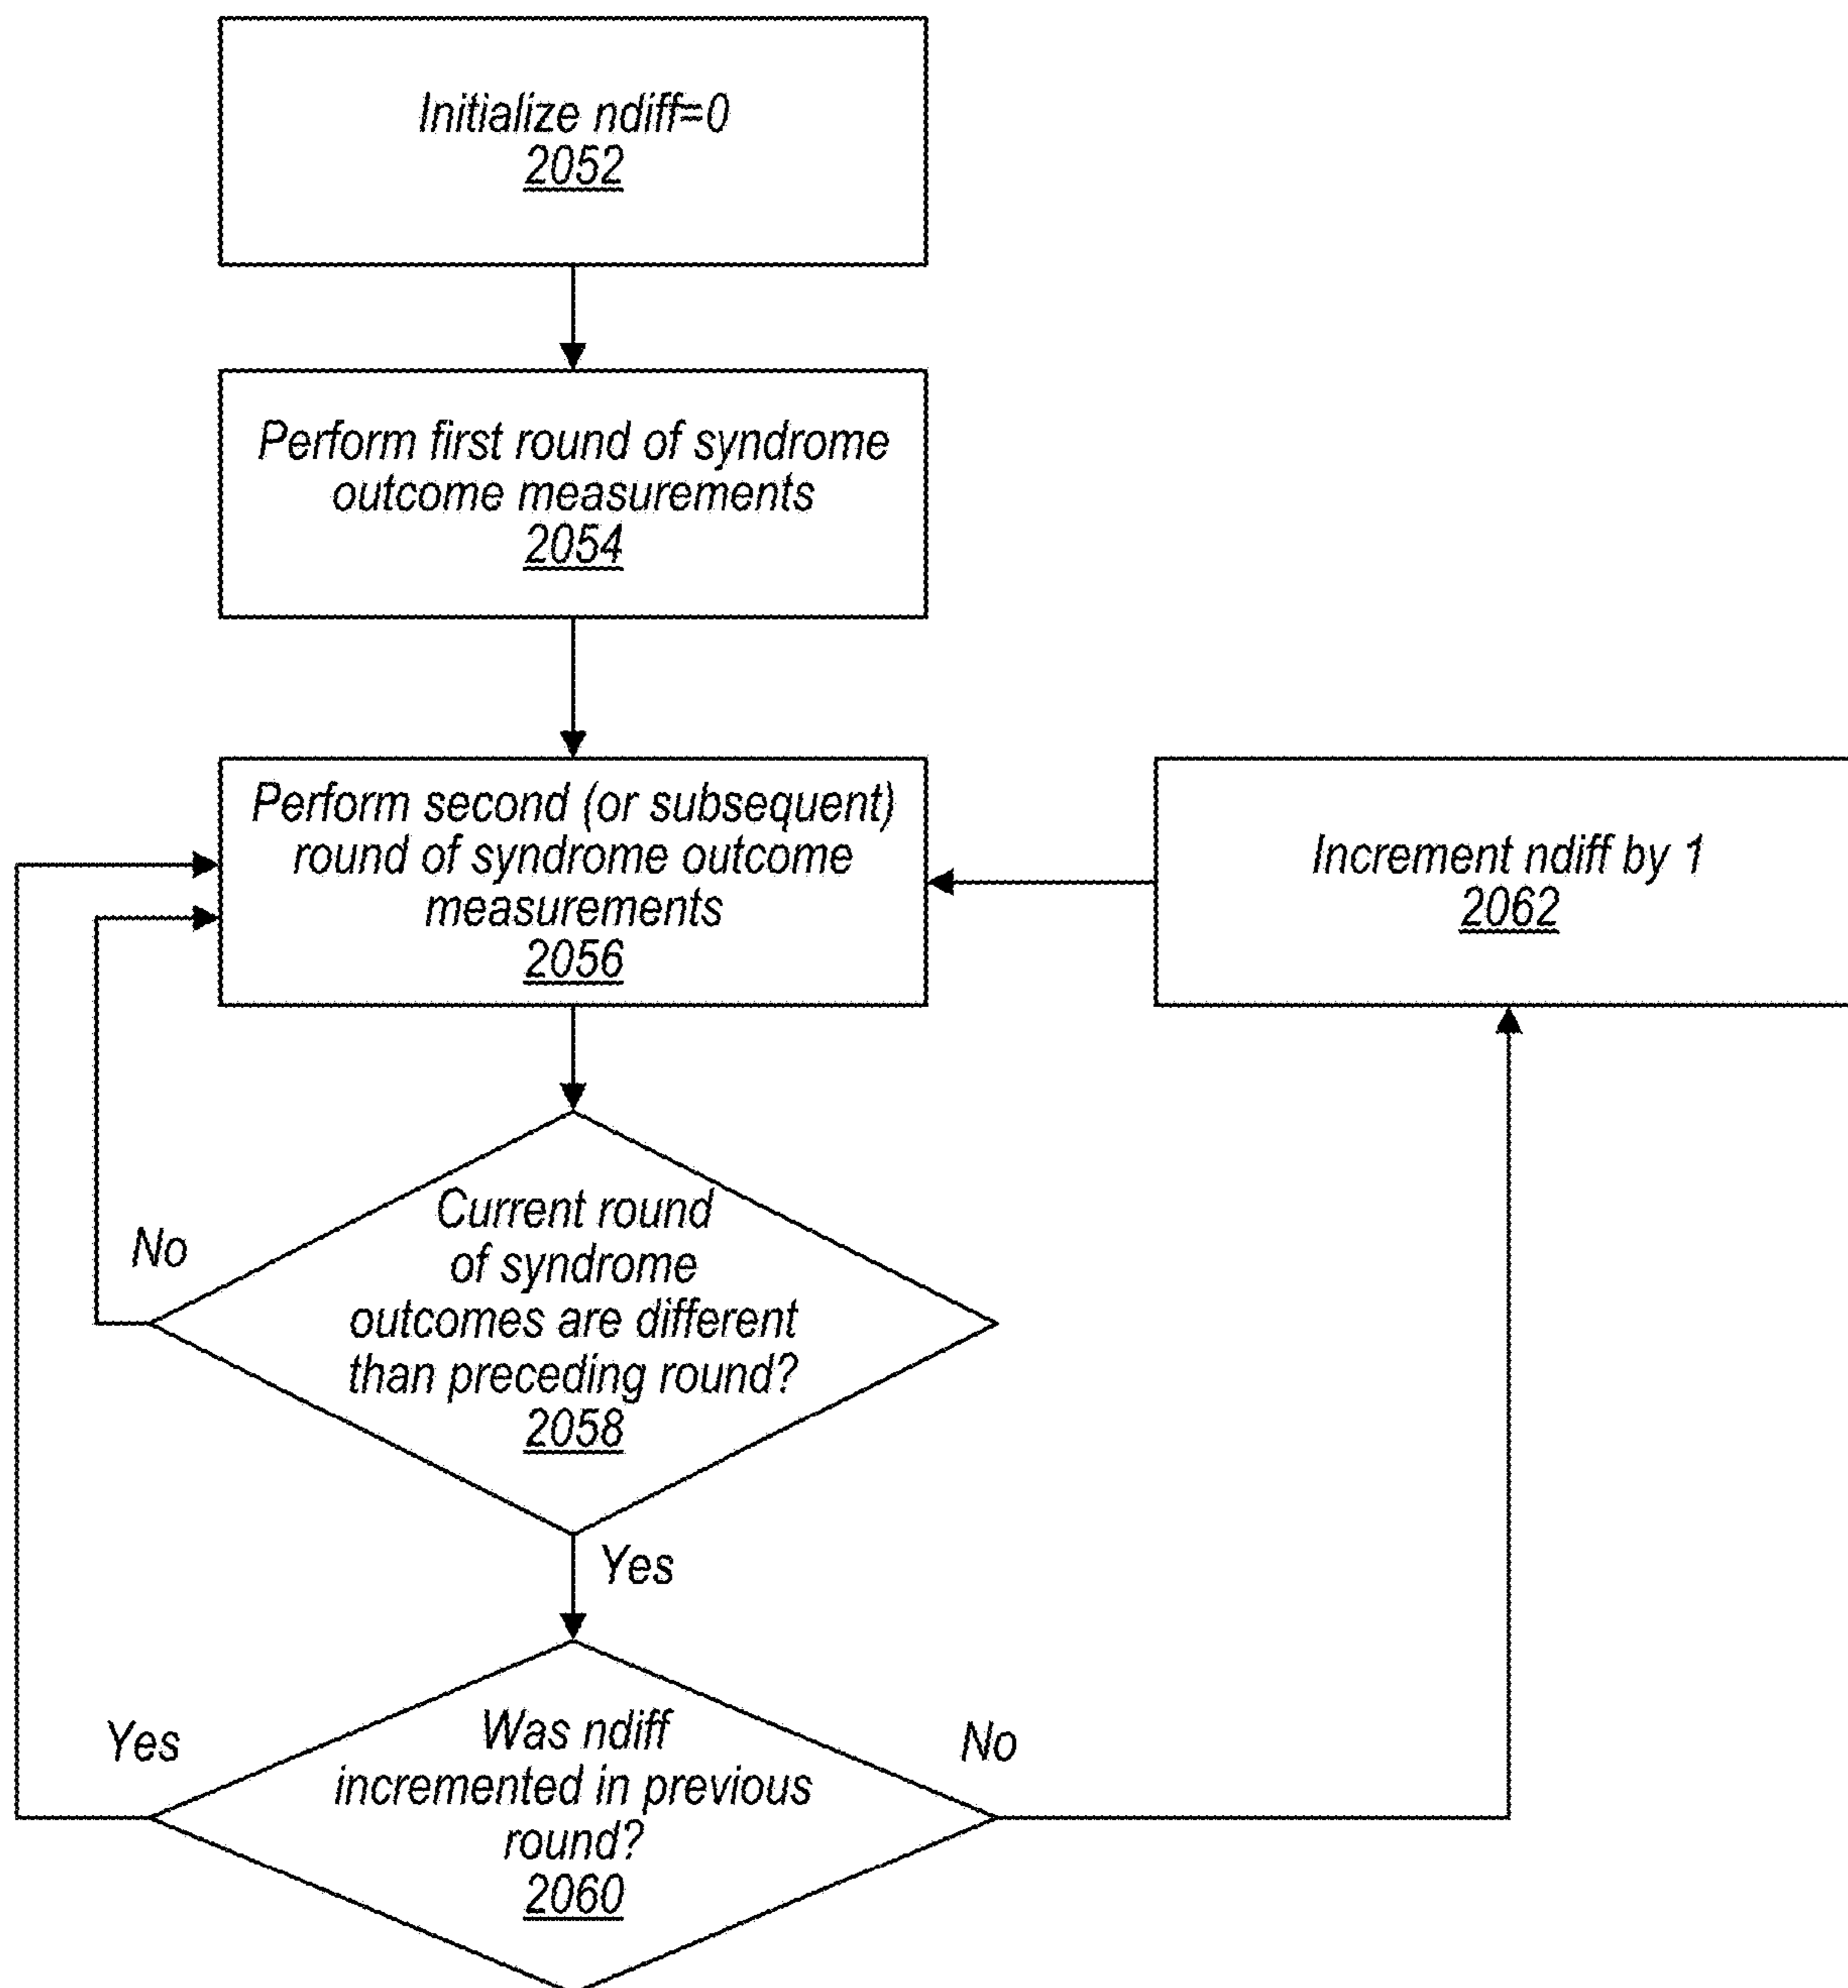 Initialize ndiff=0
2052
Perform first round of syndrome
outcome measurements
2054
Perform second (or subsequent)
round of syndrome outcome
measurements
2056
Increment ndiff by 1
2062
Current round
of syndrome
outcomes are different
than preceding round?
2058
No
Yes
Was ndiff
incremented in previous
round?
2060
Yes
No